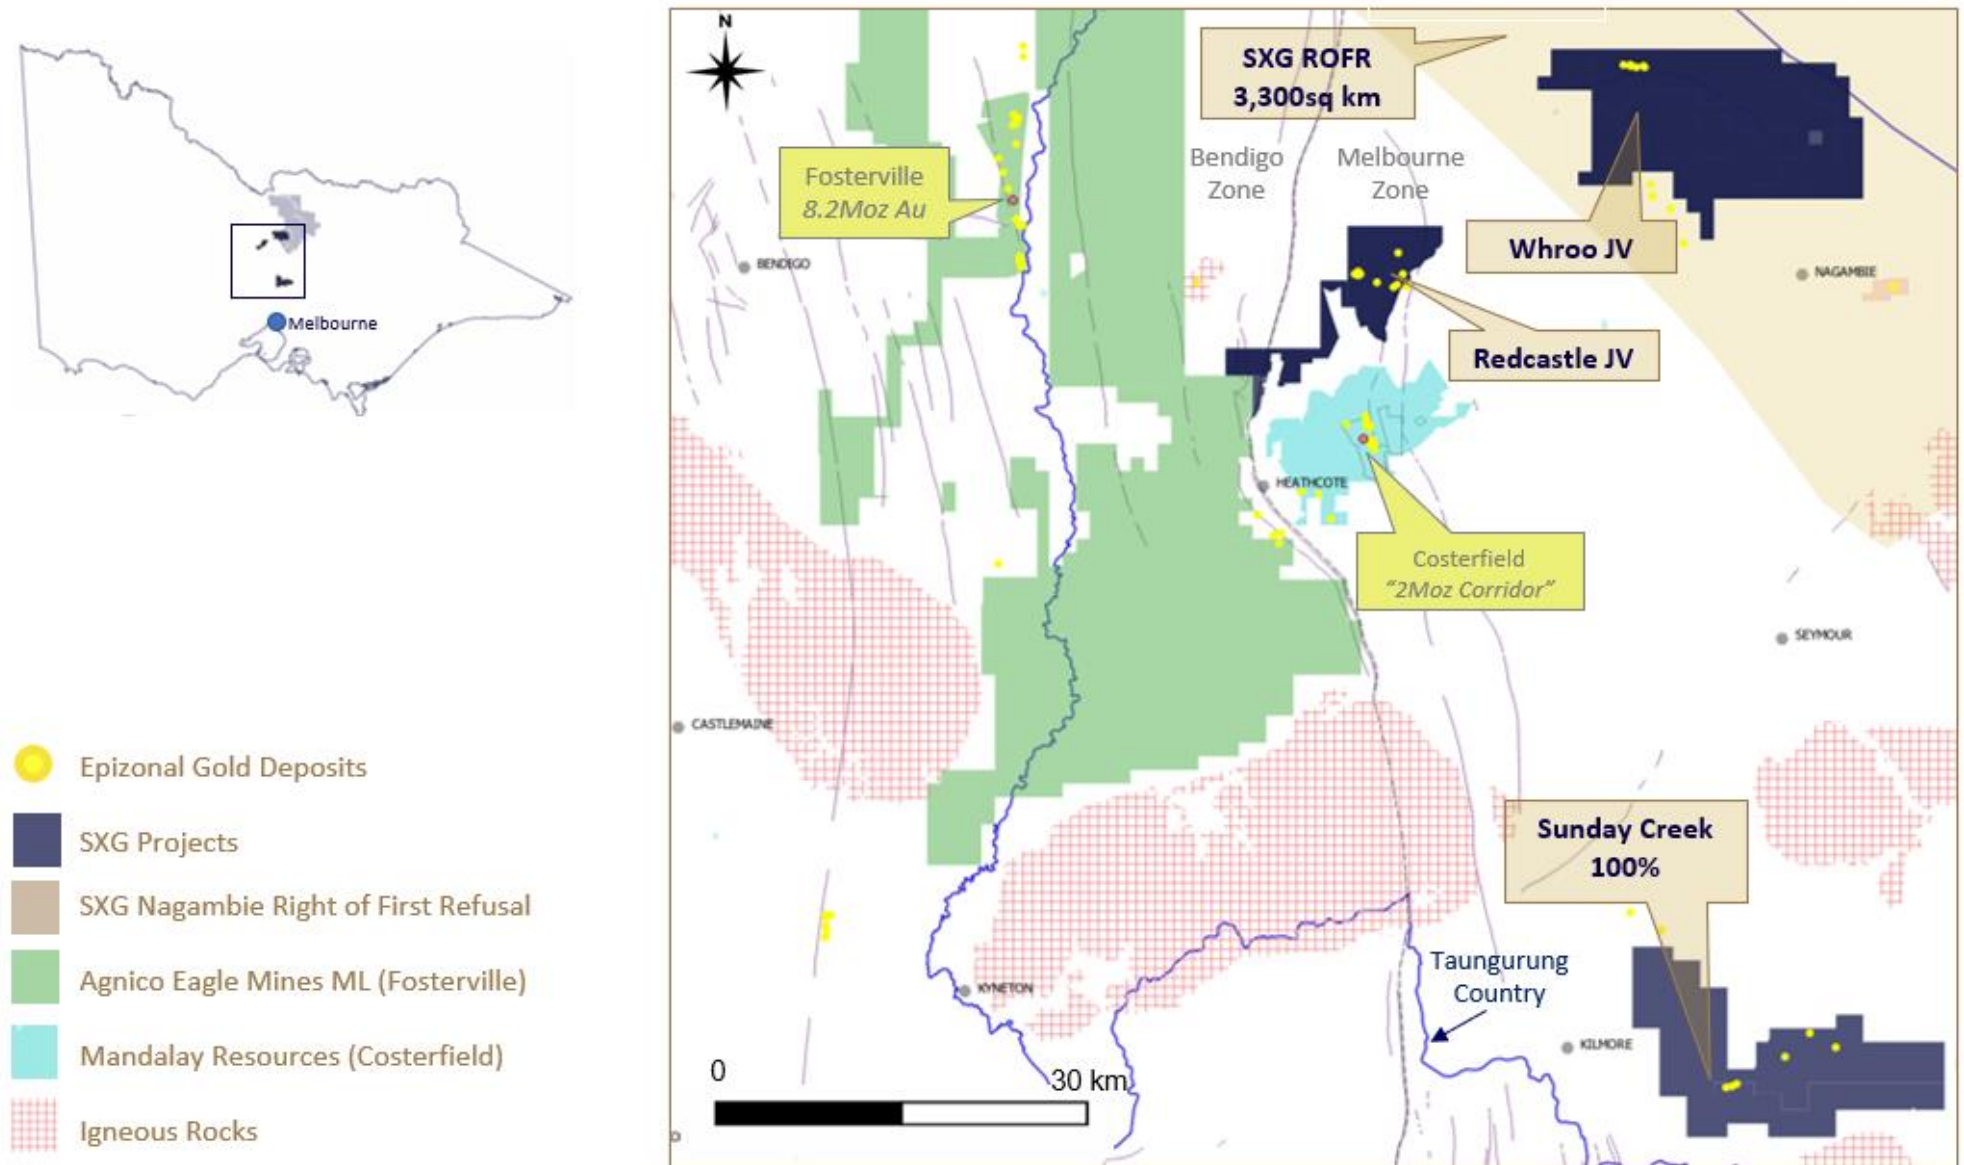 N
SXG ROFR
3,300sq km
Bendigo
Zone
Melbourne
Zone
Fosterville
8.2Moz Au
BENDIGO
Whroo JV
NAGAMBIE
Redcastle JV
Melbourne
HEATHCOTE
Costerfield
“2Moz Corridor”
SEYMOUR
CASTLEMAINE
Epizonal Gold Deposits
SXG Projects
SXG Nagambie Right of First Refusal
Agnico Eagle Mines ML (Fosterville)
Mandalay Resources (Costerfield)
Igneous Rocks
Sunday Creek
100%
Taungurung
Country
KYNETON
KILMORE
0
30 km